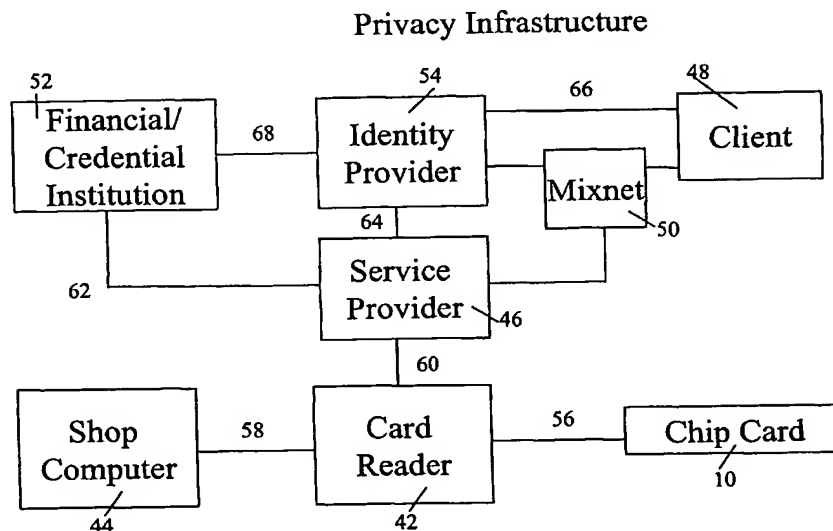 Privacy Infrastructure
52
54
66
48
Financial/
Credential
Institution
68
Identity
Provider
Client
Mixnet
50
64
62
Service
Provider
46
60
Shop
Computer
58
Card
Reader
56
Chip Card
10
44
42